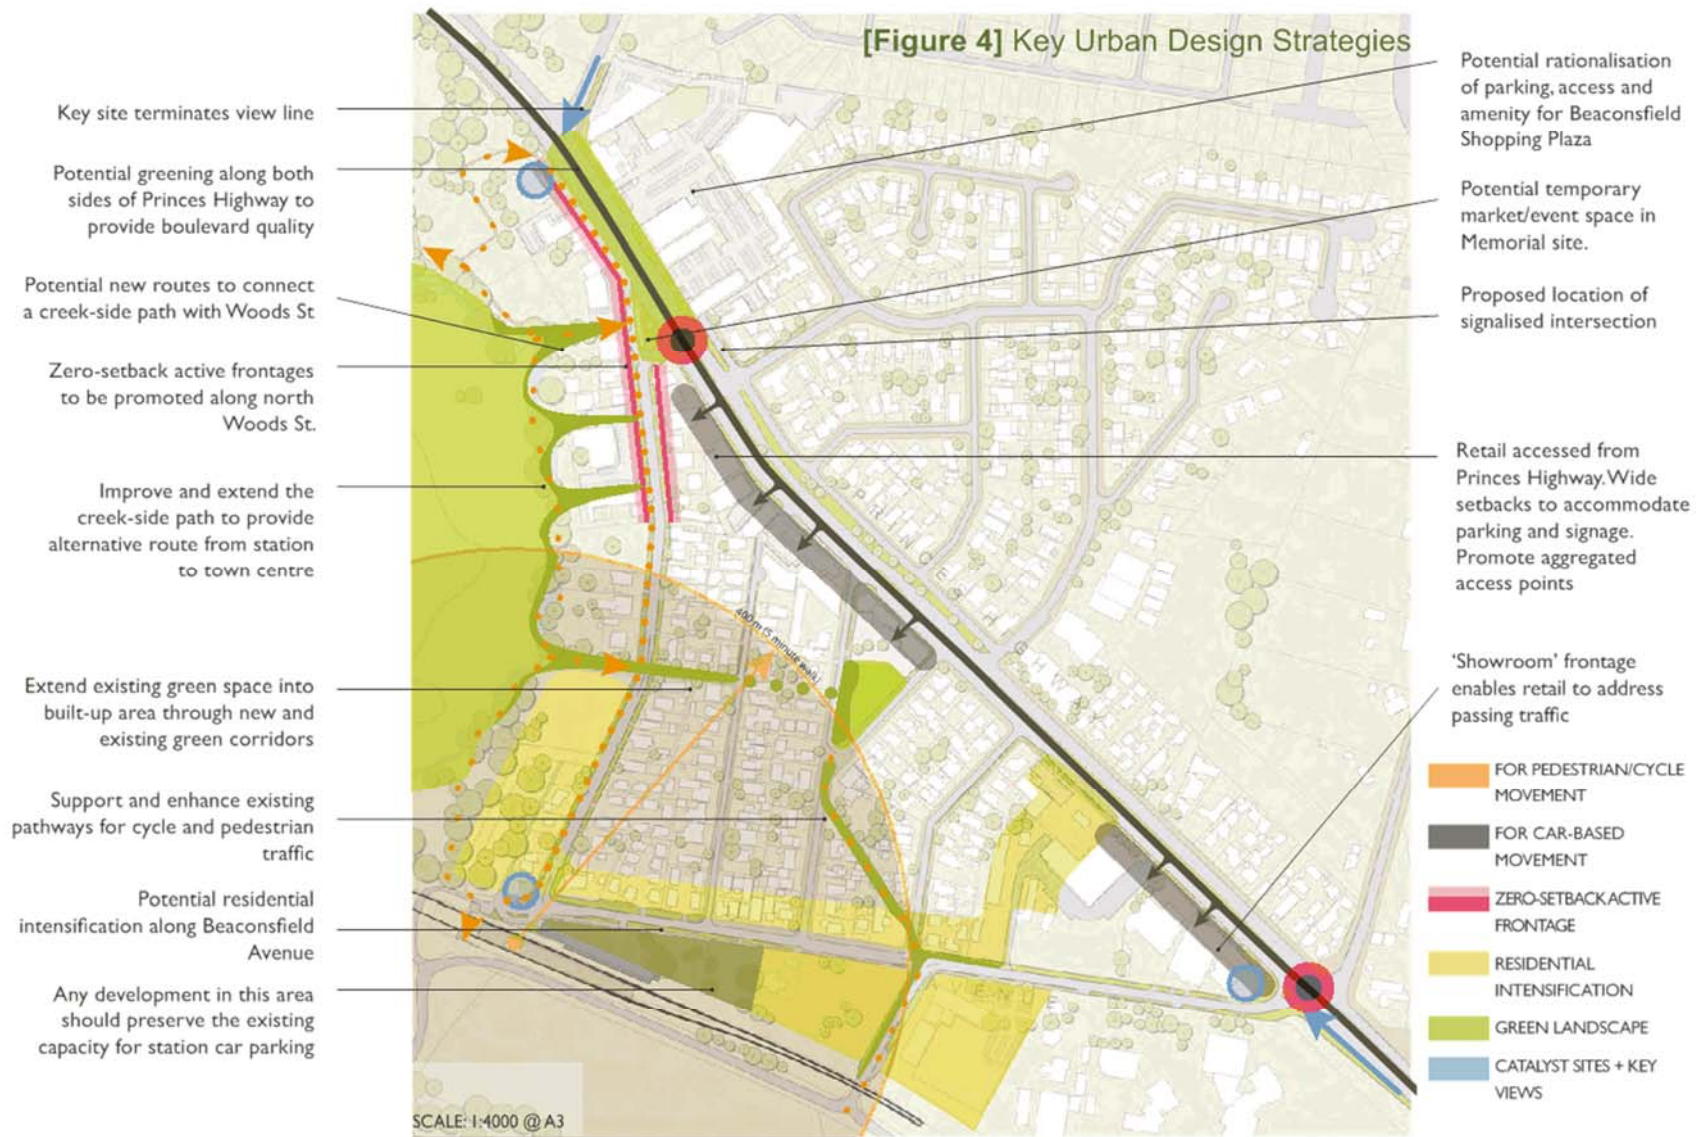 [Figure 4] Key Urban Design Strategies
Key site terminates view line
Potential greening along both
sides of Princes Highway to
provide boulevard quality
Potential new routes to connect
a creek-side path with Woods St
Zero-setback active frontages
to be promoted along north
Woods St.
Improve and extend the
creek-side path to provide
alternative route from station
to town centre
Extend existing green space into
built-up area through new and
existing green corridors
Support and enhance existing
pathways for cycle and pedestrian
traffic
Potential residential
intensification along Beaconsfield
Avenue
Any development in this area
should preserve the existing
capacity for station car parking
400 m (5 minute walk)
PRINCES HIGHWAY
AVENUE
SCALE: 1:4000 @ A3
Potential rationalisation
of parking, access and
amenity for Beaconsfield
Shopping Plaza
Potential temporary
market/event space in
Memorial site.
Proposed location of
signalised intersection
Retail accessed from
Princes Highway. Wide
setbacks to accommodate
parking and signage.
Promote aggregated
access points
'Showroom' frontage
enables retail to address
passing traffic
FOR PEDESTRIAN/CYCLE
MOVEMENT
FOR CAR-BASED
MOVEMENT
ZERO-SETBACK ACTIVE
FRONTAGE
RESIDENTIAL
INTENSIFICATION
GREEN LANDSCAPE
CATALYST SITES + KEY
VIEWS